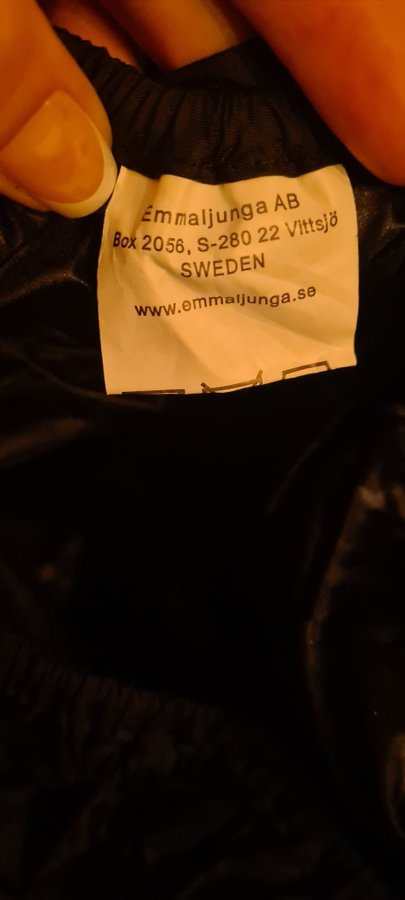 Emmaljunga AB
Box 2056, S-280 22 Vittsjö
SWEDEN
www.emmaljunga.se